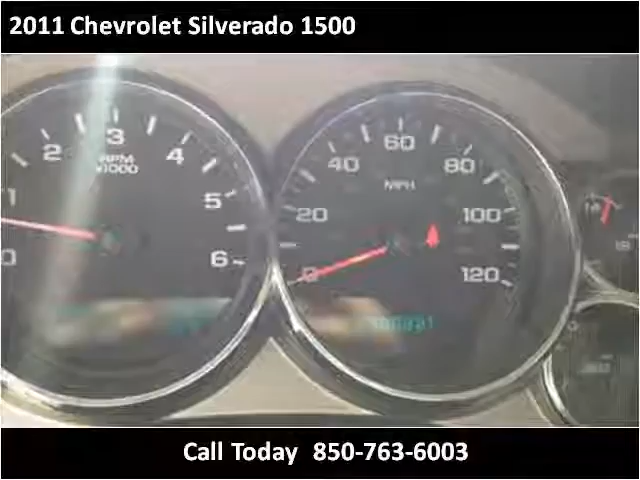 2011 Chevrolet Silverado 1500
0 1 2 3 4 5 6
RPM
x1000
0 20 40 60 80 100 120
MPH
Call Today 850-763-6003